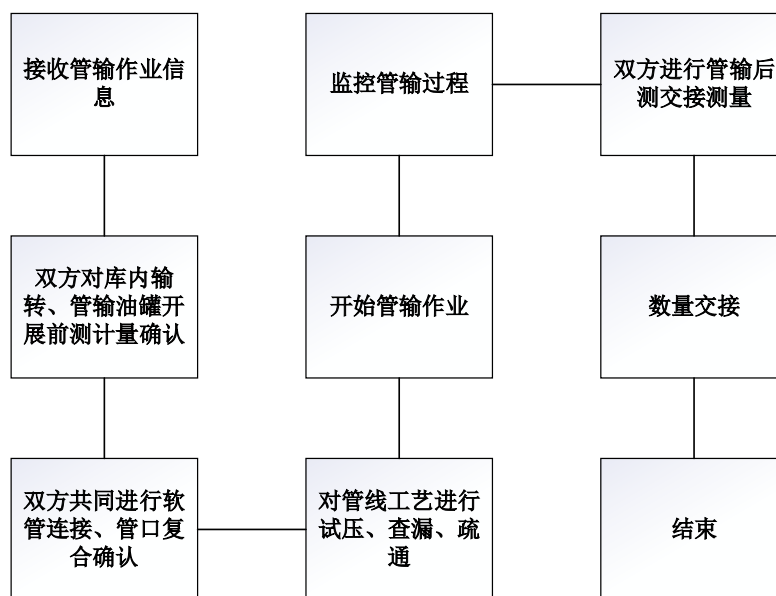 接收管输作业信
息
双方对库内输
转、管输油罐开
展前测计量确认
双方共同进行软
管连接、管口复
合确认
对管线工艺进行
试压、查漏、疏
通
开始管输作业
监控管输过程
双方进行管输后
测交接测量
数量交接
结束